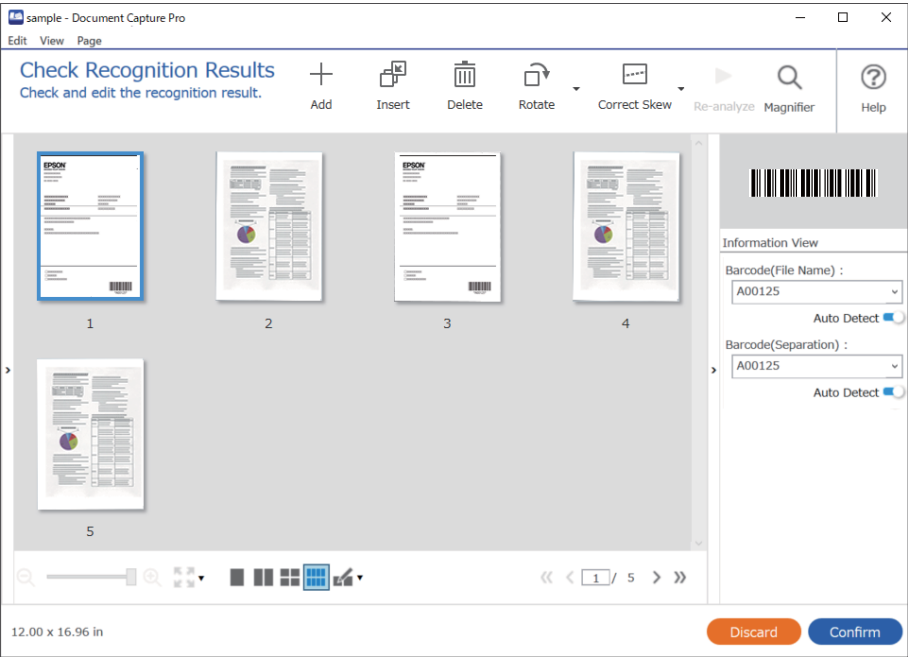 sample - Document Capture Pro
Edit View Page
Check Recognition Results
Check and edit the recognition result.
Add
Insert
Delete
Rotate
Correct Skew
Re-analyze
Magnifier
Help
EPSON
EPSON
1
2
3
4
5
Information View
Barcode(File Name) :
A00125
Auto Detect
Barcode(Separation) :
A00125
Auto Detect
1 / 5
12.00 x 16.96 in
Discard
Confirm